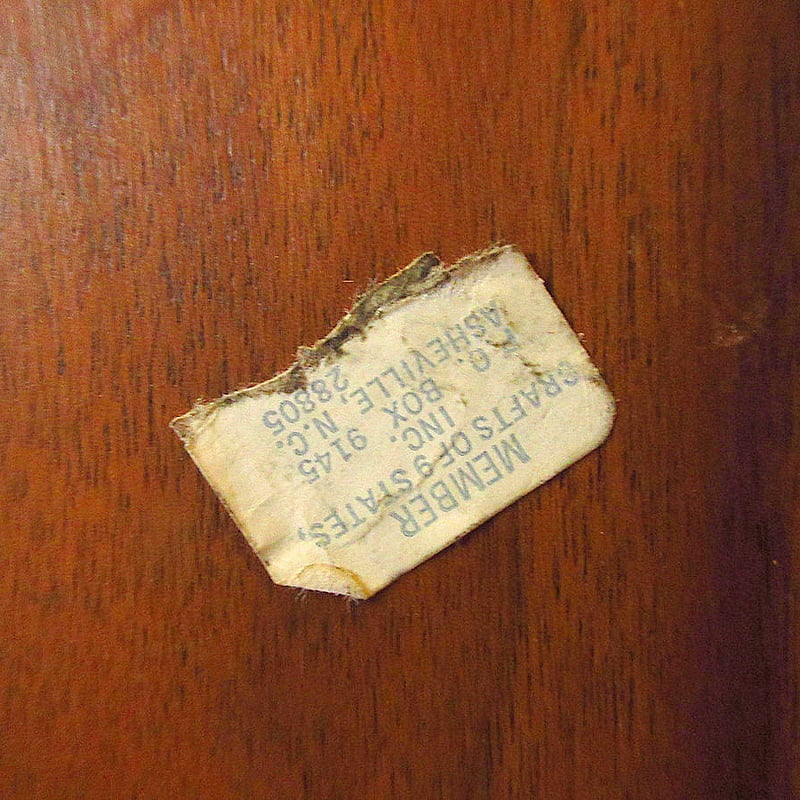 MEMBER
CRAFTS OF 9 STATES,
INC.
BOX 9145
ASHEVILLE, N.C.
28805